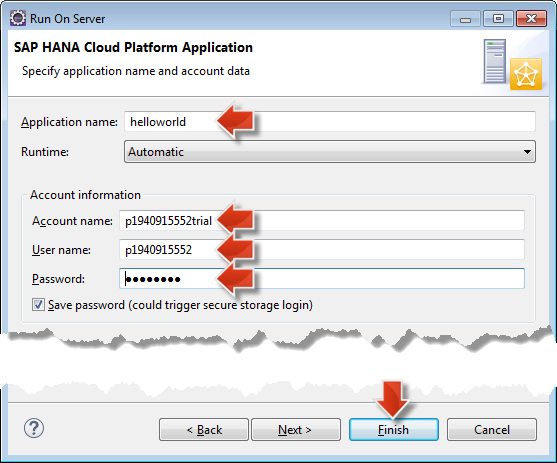 Run On Server
SAP HANA Cloud Platform Application
Specify application name and account data
Application name: helloworld
Runtime: Automatic
Account information
Account name: p1940915552trial
User name: p1940915552
Password: ●●●●●●●●
Save password (could trigger secure storage login)
? < Back Next > Finish Cancel